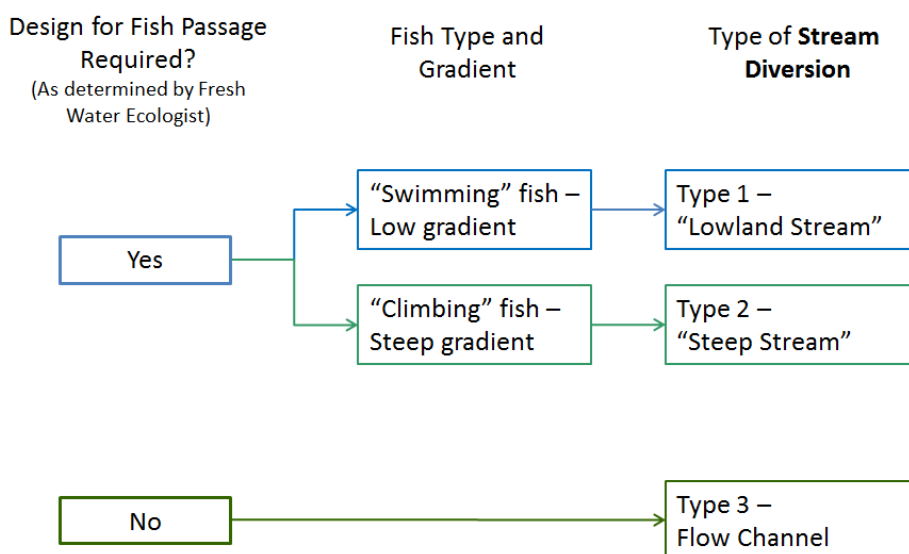 Design for Fish Passage
Required?
(As determined by Fresh
Water Ecologist)
Fish Type and
Gradient
Type of Stream
Diversion
Yes
“Swimming” fish –
Low gradient
Type 1 –
“Lowland Stream”
“Climbing” fish –
Steep gradient
Type 2 –
“Steep Stream”
No
Type 3 –
Flow Channel